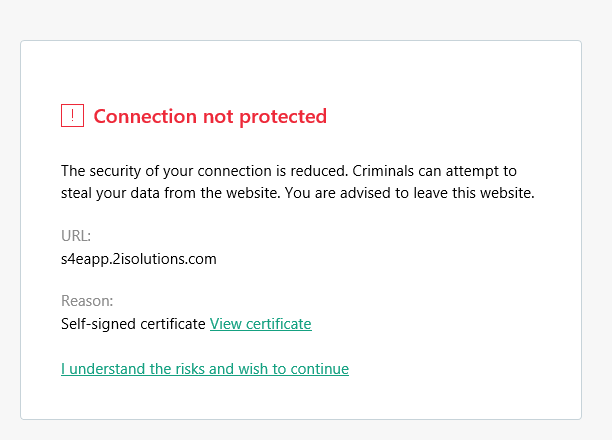 ! Connection not protected
The security of your connection is reduced. Criminals can attempt to
steal your data from the website. You are advised to leave this website.
URL:
s4eapp.2isolutions.com
Reason:
Self-signed certificate View certificate
I understand the risks and wish to continue